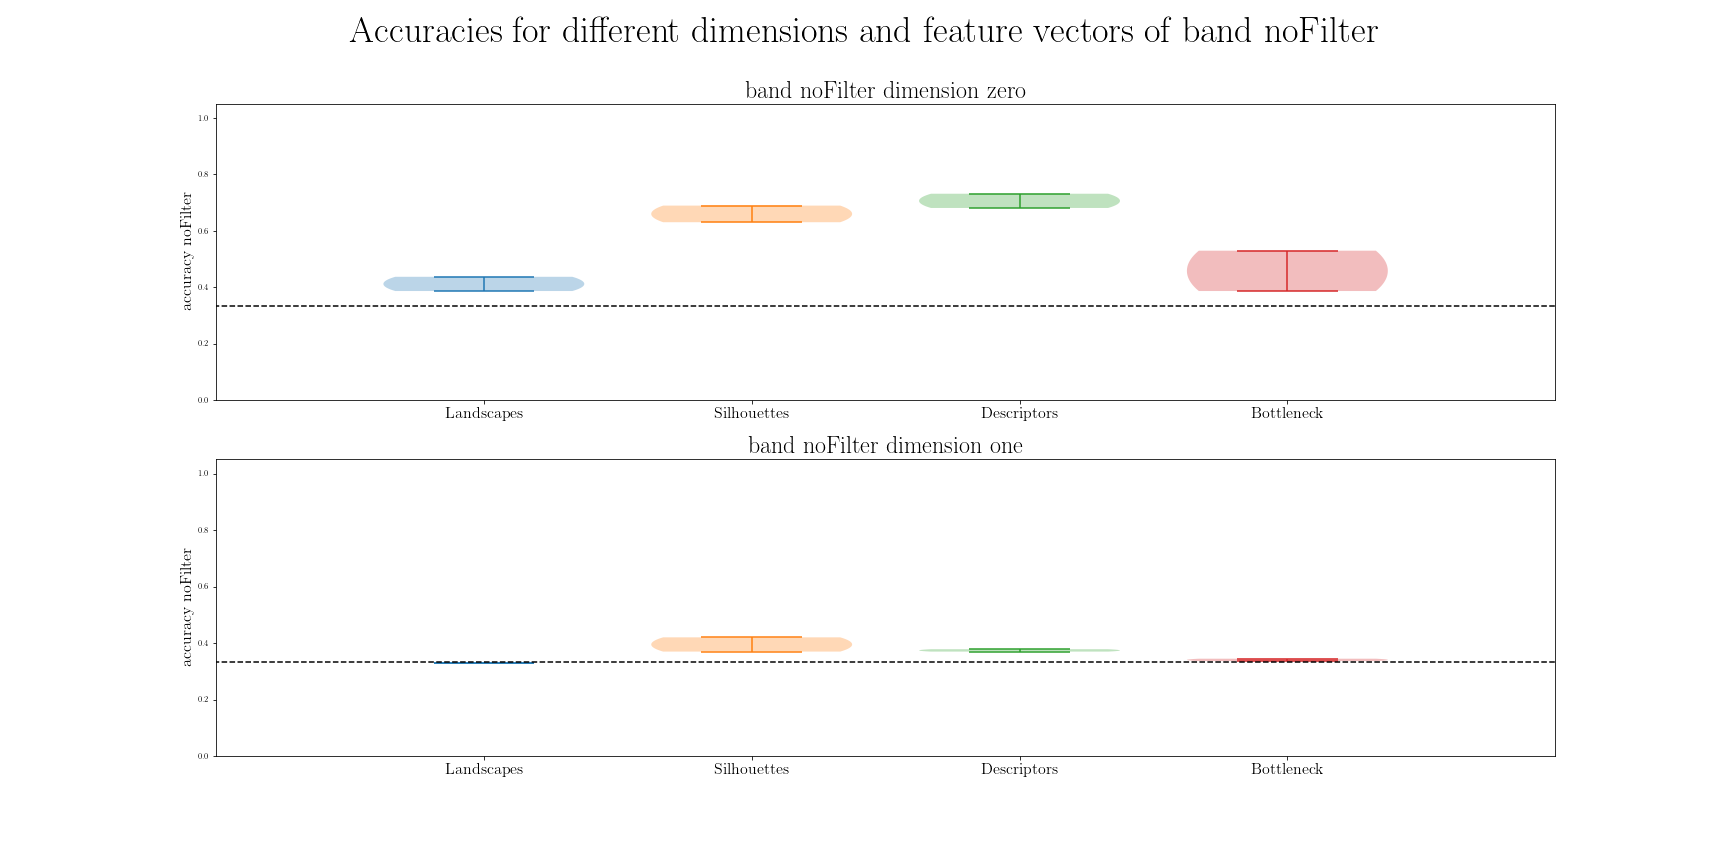 Accuracies for different dimensions and feature vectors of band noFilter
band noFilter dimension zero
1.0
0.8
0.6
0.4
0.2
0.0
accuracy noFilter
Landscapes Silhouettes Descriptors Bottleneck
band noFilter dimension one
1.0
0.8
0.6
0.4
0.2
0.0
accuracy noFilter
Landscapes Silhouettes Descriptors Bottleneck